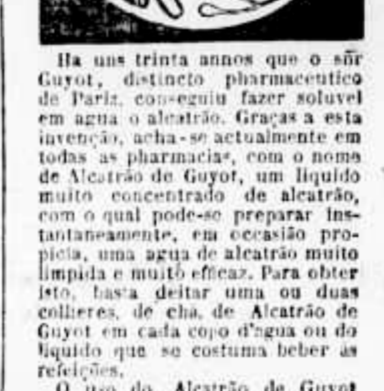 Ha uns trinta annos que o sñr
Guyot, distincto pharmaceutico
de Pariz, conseguiu fazer soluvel
em agua o alcatrão. Graças a esta
invenção, acha-se actualmente em
todas as pharmacias, com o nome
de Alcatrão de Guyot, um liquido
muito concentrado de alcatrão,
com o qual pode-se preparar ins-
tantaneamente, em occasião pro-
picia, uma agua de alcatrão muito
limpida e muito efficaz. Para obter
isto, basta deitar uma ou duas
colheres, de chá, de Alcatrão de
Guyot em cada copo d'agua ou do
liquido que se costuma beber ás
refeições.
O uso do Alcatrão de Guyot